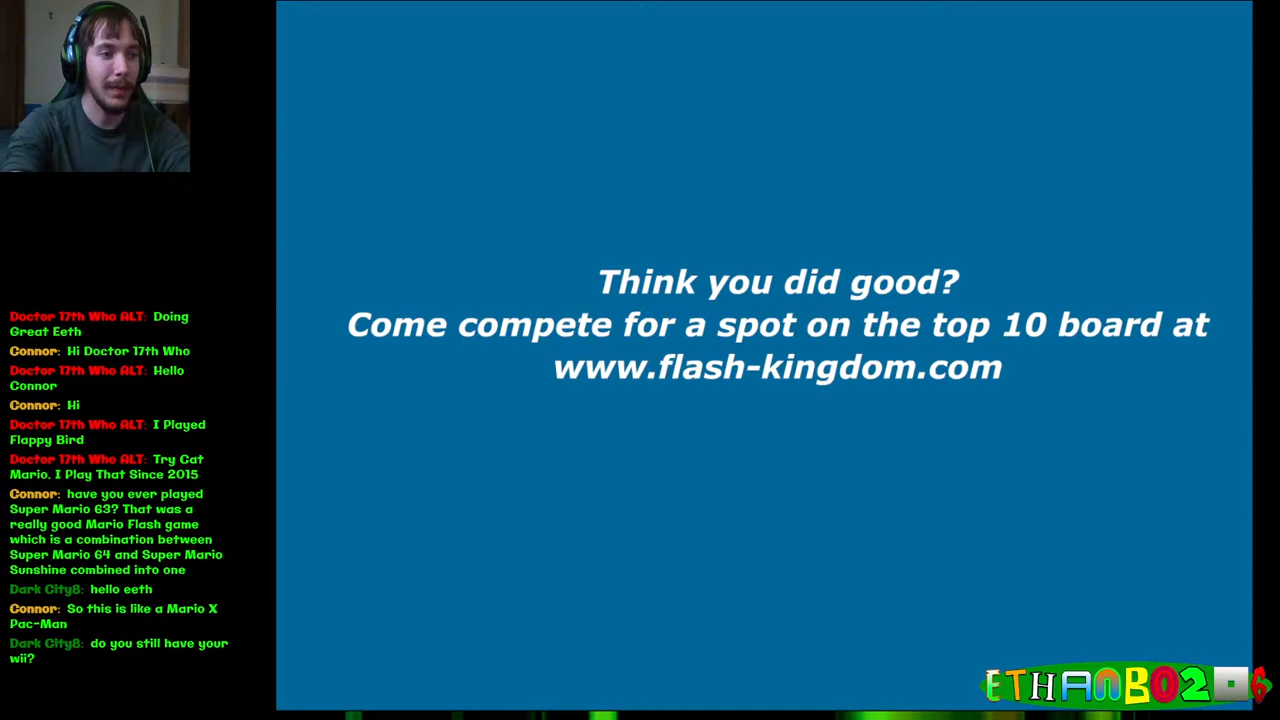 Think you did good?
Come compete for a spot on the top 10 board at
www.flash-kingdom.com
Doctor 17th Who ALT: Doing
Great Eeth
Connor: Hi Doctor 17th Who
Doctor 17th Who ALT: Hello
Connor
Connor: Hi
Doctor 17th Who ALT: I Played
Flappy Bird
Doctor 17th Who ALT: Try Cat
Mario. I Play That Since 2015
Connor: have you ever played
Super Mario 63? That was a
really good Mario Flash game
which is a combination between
Super Mario 64 and Super Mario
Sunshine combined into one
Dark City8: hello eeth
Connor: So this is like a Mario X
Pac-Man
Dark City8: do you still have your
wii?
ETHANBO206